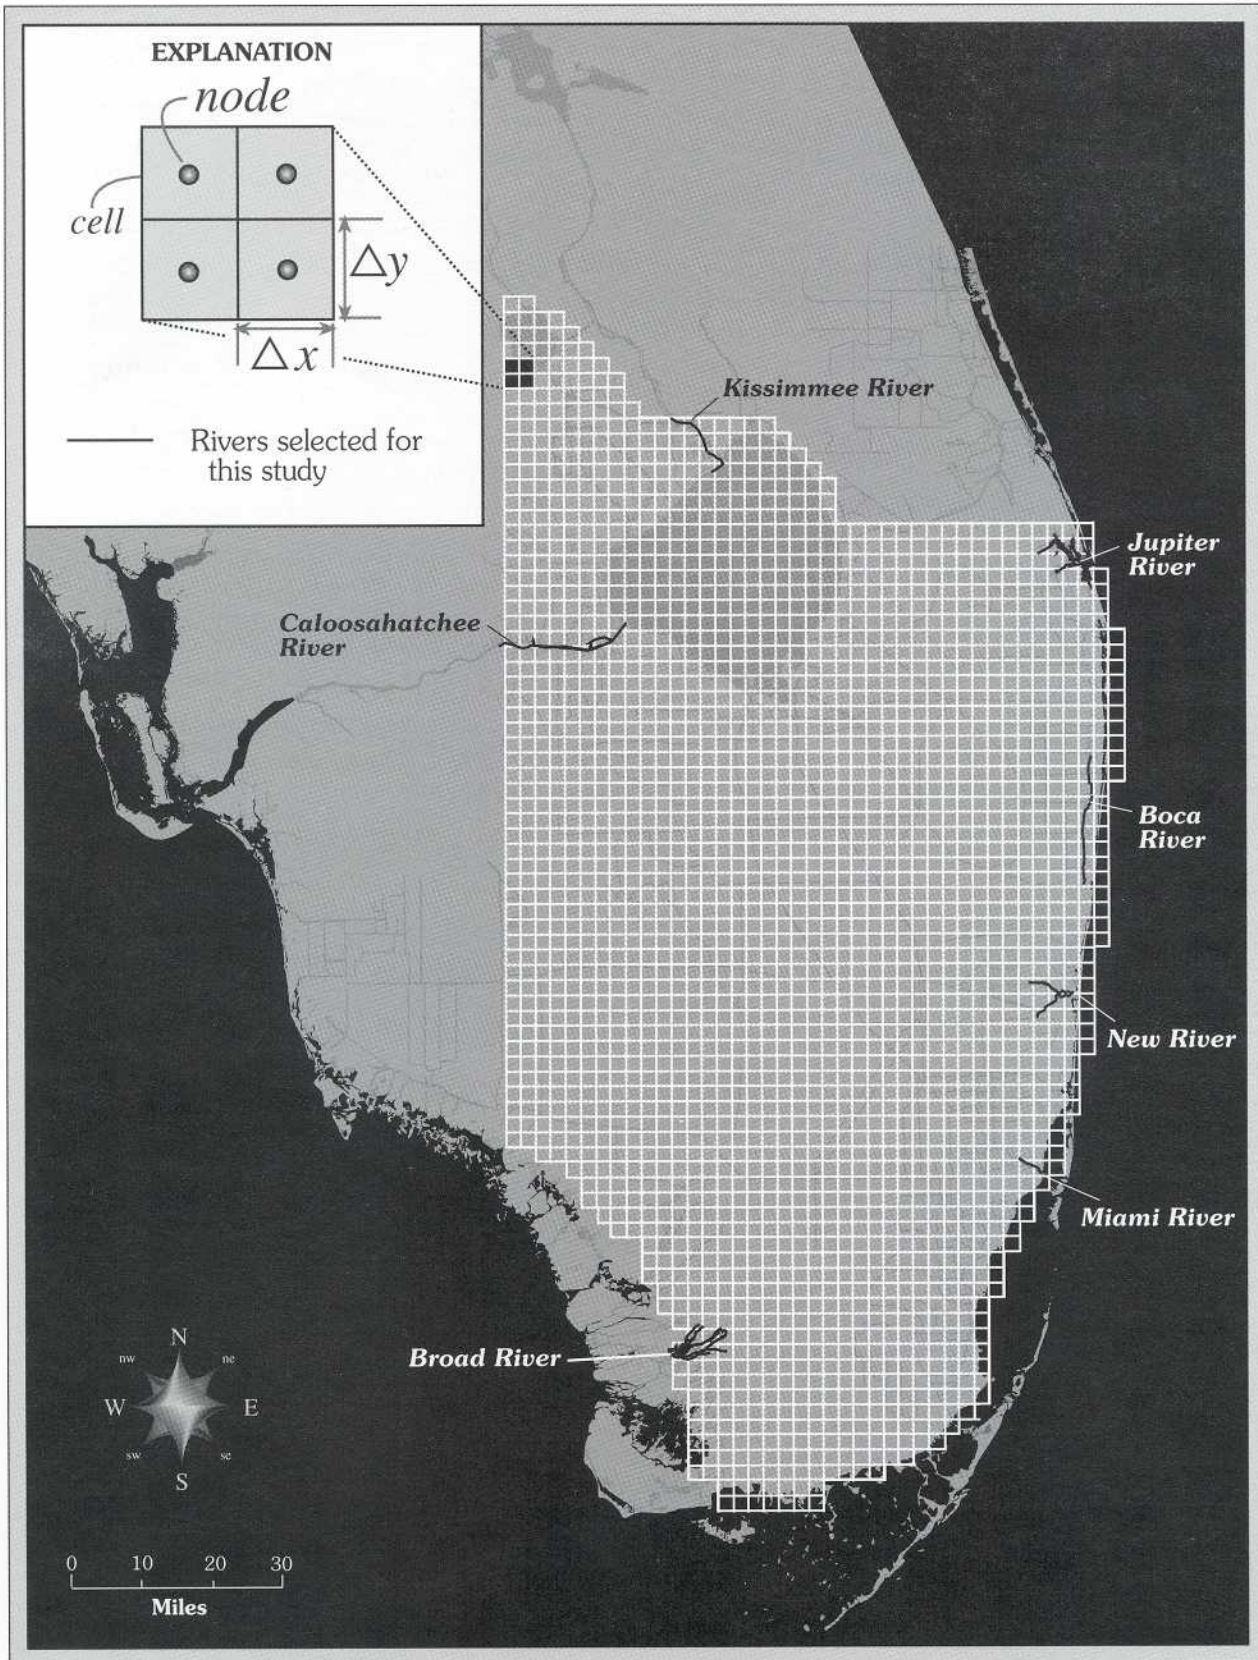 EXPLANATION
node
cell
△y
△x
Rivers selected for
this study
Kissimmee River
Jupiter
River
Caloosahatchee
River
Boca
River
New River
Miami River
Broad River
N
nw ne
W E
sw se
S
0 10 20 30
Miles